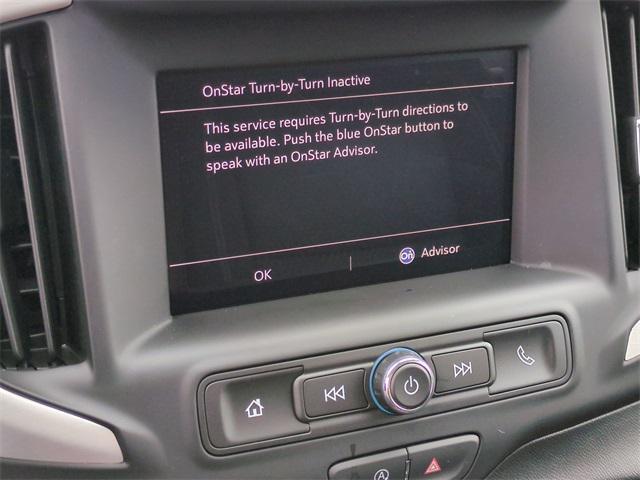 OnStar Turn-by-Turn Inactive
This service requires Turn-by-Turn directions to
be available. Push the blue OnStar button to
speak with an OnStar Advisor.
OK
On Advisor
A